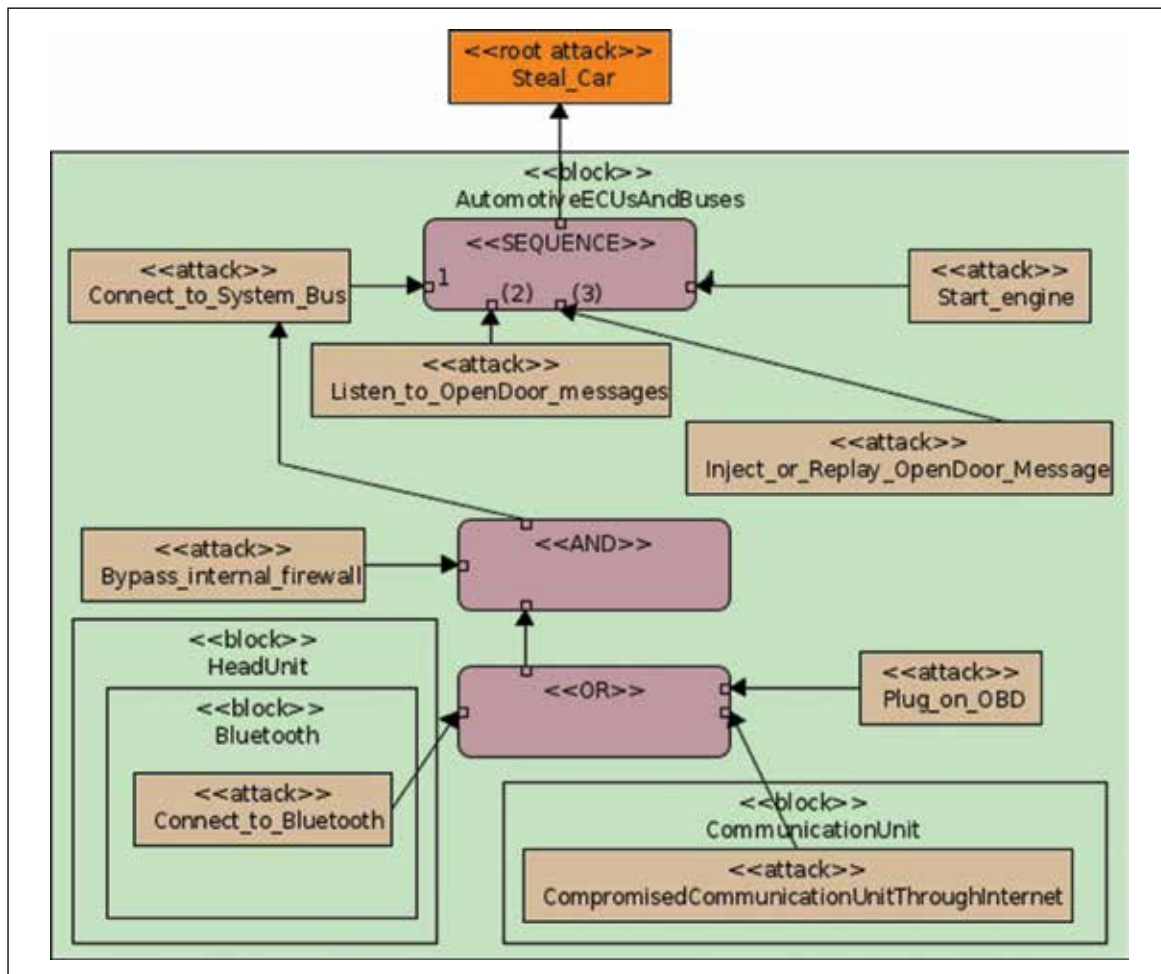 <<root attack>>
Steal_Car
<<block>>
AutomotiveECUsAndBuses
<<SEQUENCE>>
1
(2)
(3)
<<attack>>
Connect_to_System_Bus
<<attack>>
Start_engine
<<attack>>
Listen_to_OpenDoor_messages
<<attack>>
Inject_or_Replay_OpenDoor_Message
<<AND>>
<<attack>>
Bypass_internal_firewall
<<block>>
HeadUnit
<<block>>
Bluetooth
<<attack>>
Connect_to_Bluetooth
<<OR>>
<<attack>>
Plug_on_OBD
<<block>>
CommunicationUnit
<<attack>>
CompromisedCommunicationUnitThroughInternet